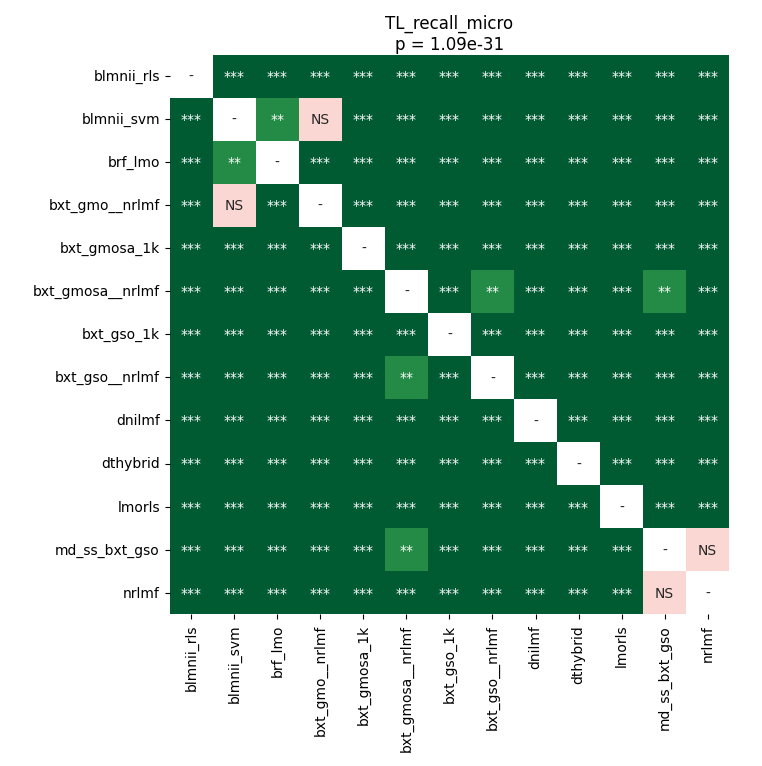 TL_recall_micro
p = 1.09e-31
blmnii_rls - *** *** *** *** *** *** *** *** *** *** *** ***
blmnii_svm *** - ** NS *** *** *** *** *** *** *** *** ***
brf_lmo *** ** - *** *** *** *** *** *** *** *** *** ***
bxt_gmo__nrlmf *** NS *** - *** *** *** *** *** *** *** *** ***
bxt_gmosa_1k *** *** *** *** - *** *** *** *** *** *** *** ***
bxt_gmosa__nrlmf *** *** *** *** *** - *** ** *** *** *** ** ***
bxt_gso_1k *** *** *** *** *** *** - *** *** *** *** *** ***
bxt_gso__nrlmf *** *** *** *** *** ** *** - *** *** *** *** ***
dnilmf *** *** *** *** *** *** *** *** - *** *** *** ***
dthybrid *** *** *** *** *** *** *** *** *** - *** *** ***
lmorls *** *** *** *** *** *** *** *** *** *** - *** ***
md_ss_bxt_gso *** *** *** *** *** ** *** *** *** *** *** - NS
nrlmf *** *** *** *** *** *** *** *** *** *** *** NS -
blmnii_rls
blmnii_svm
brf_lmo
bxt_gmo__nrlmf
bxt_gmosa_1k
bxt_gmosa__nrlmf
bxt_gso_1k
bxt_gso__nrlmf
dnilmf
dthybrid
lmorls
md_ss_bxt_gso
nrlmf